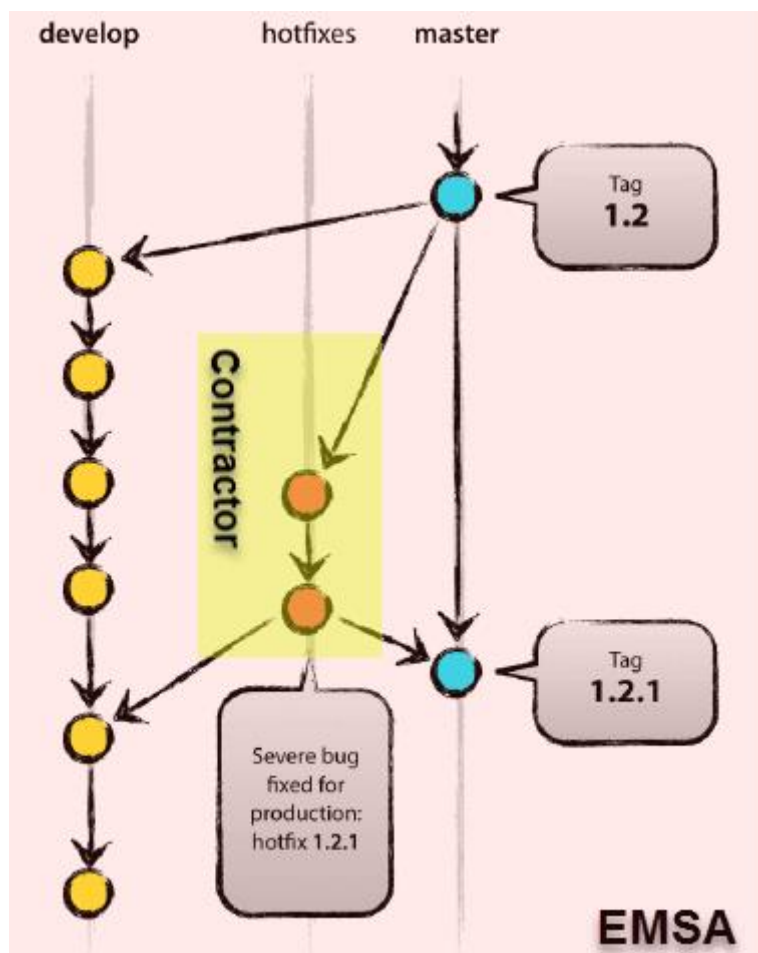 develop
hotfixes
master
Tag
1.2
Contractor
Tag
1.2.1
Severe bug
fixed for
production:
hotfix 1.2.1
EMSA